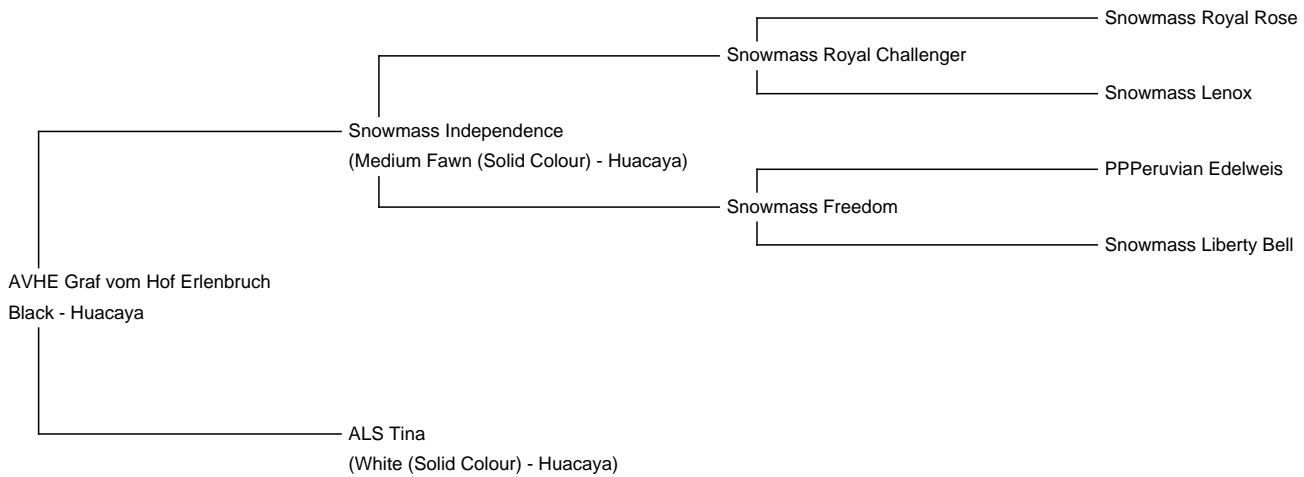 Snowmass Royal Rose
Snowmass Royal Challenger
Snowmass Lenox
Snowmass Independence
(Medium Fawn (Solid Colour) - Huacaya)
PPPeruvian Edelweis
Snowmass Freedom
Snowmass Liberty Bell
AVHE Graf vom Hof Erlenbruch
Black - Huacaya
ALS Tina
(White (Solid Colour) - Huacaya)